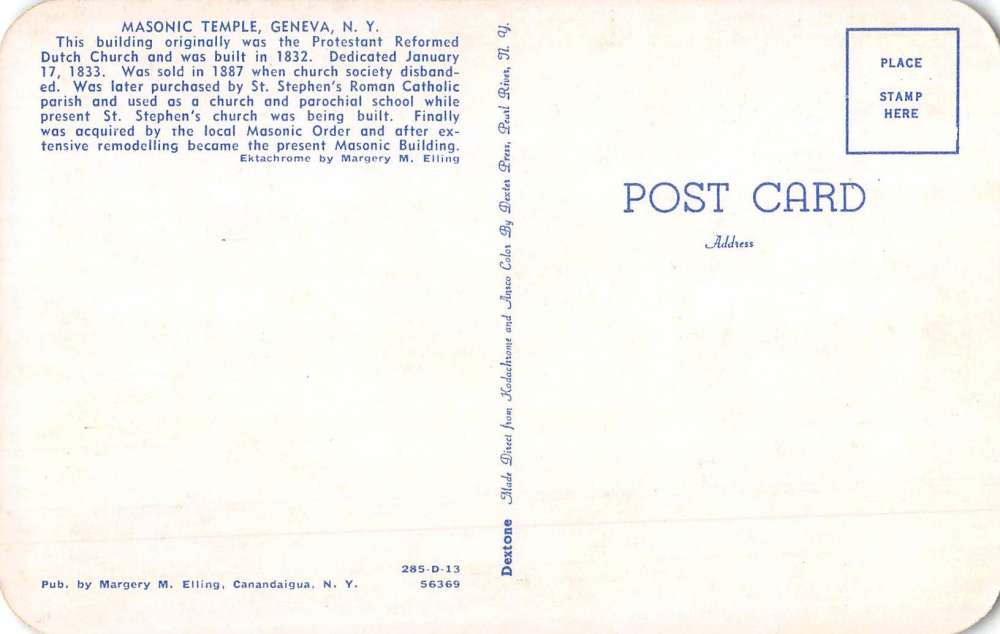 MASONIC TEMPLE, GENEVA, N. Y.
This building originally was the Protestant Reformed
Dutch Church and was built in 1832. Dedicated January
17, 1833. Was sold in 1887 when church society disband-
ed. Was later purchased by St. Stephen's Roman Catholic
parish and used as a church and parochial school while
present St. Stephen's church was being built. Finally
was acquired by the local Masonic Order and after ex-
tensive remodelling became the present Masonic Building.
Ektachrome by Margery M. Elling
285-D-13
Pub. by Margery M. Elling, Canandaigua, N. Y. 56369
Dextone Made Direct from Kodachrome and Ansco Color By Dexter Press, Pearl River, N. Y.
PLACE
STAMP
HERE
POST CARD
Address